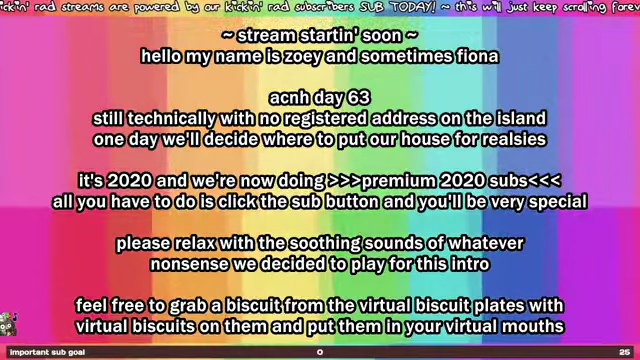 ickin' rad streams are powered by our kickin' rad subscribers SUB TODAY! ~ this will just keep scrolling forev
~ stream startin' soon ~
hello my name is zoey and sometimes fiona
acnh day 63
still technically with no registered address on the island
one day we'll decide where to put our house for realsies
it's 2020 and we're now doing >>>premium 2020 subs<<<
all you have to do is click the sub button and you'll be very special
please relax with the soothing sounds of whatever
nonsense we decided to play for this intro
feel free to grab a biscuit from the virtual biscuit plates with
virtual biscuits on them and put them in your virtual mouths
important sub goal 0 25